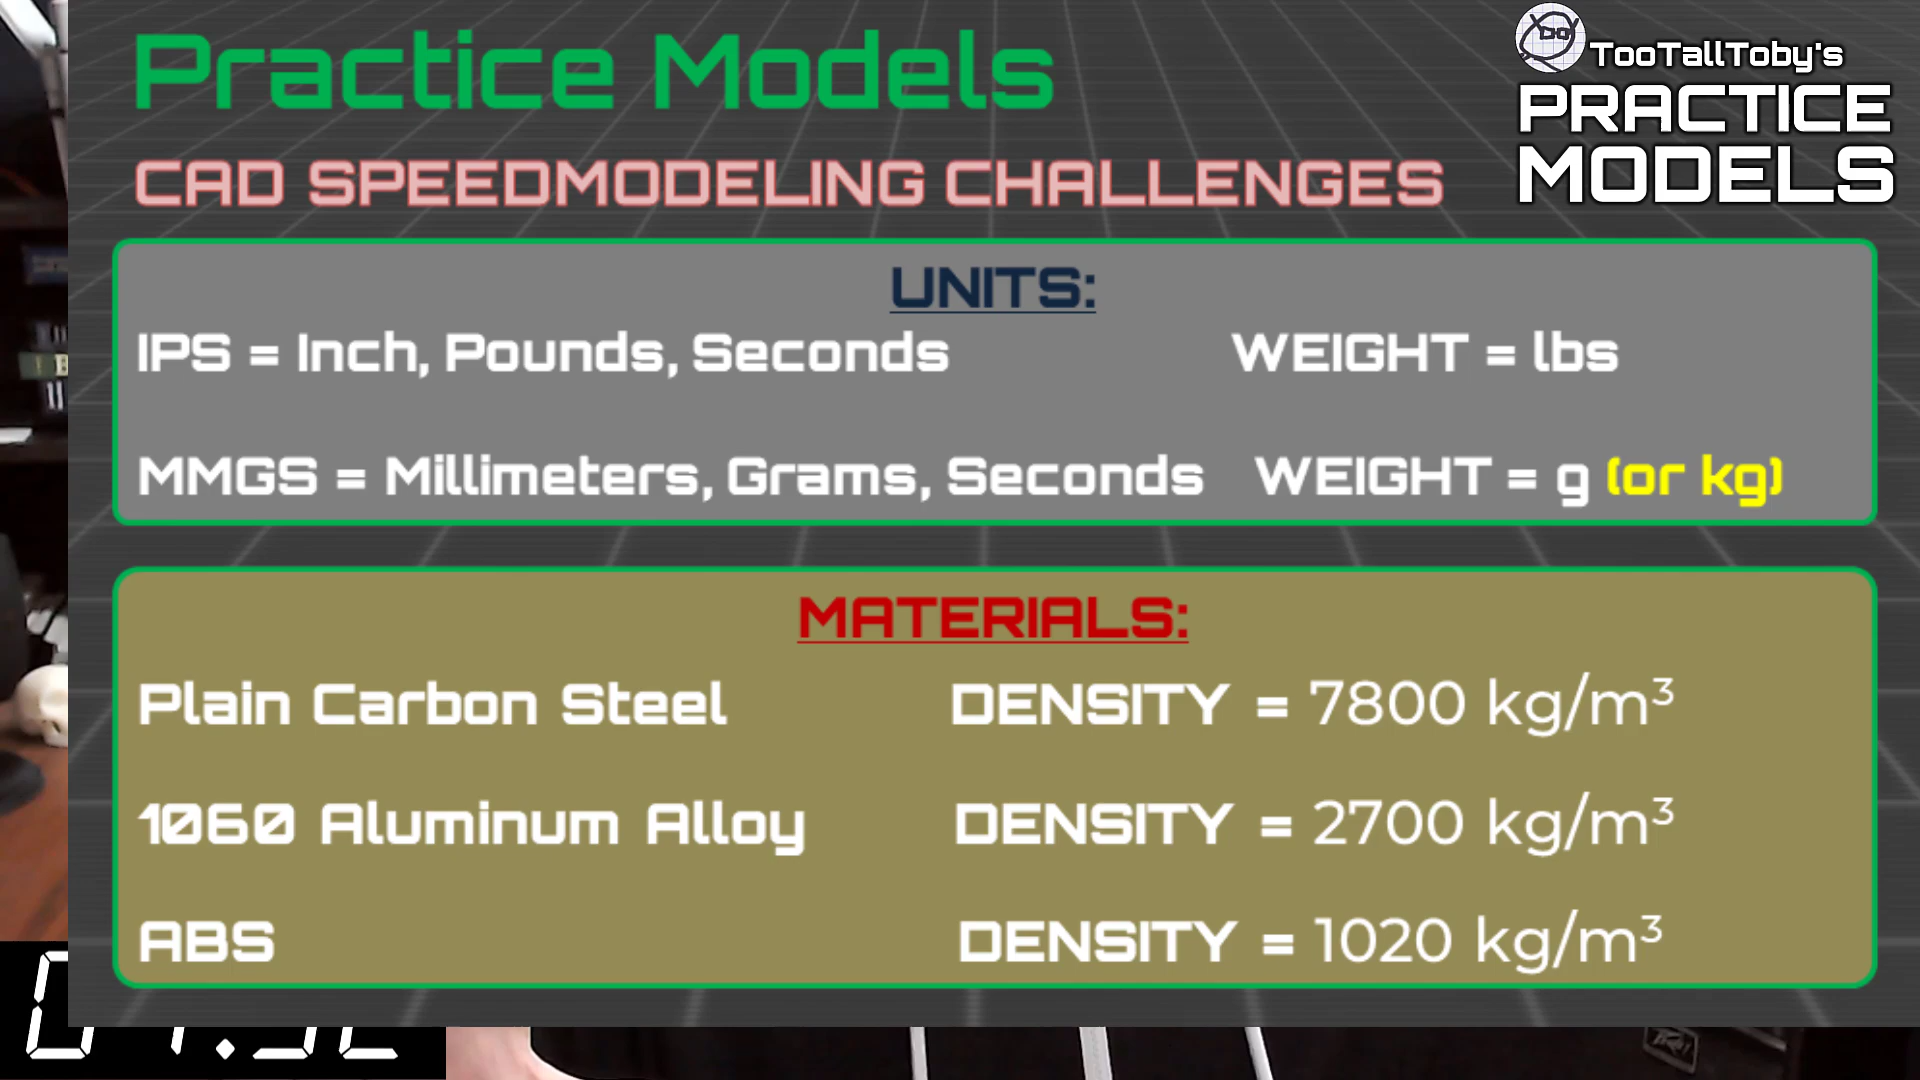 Practice Models
TooTallToby's
PRACTICE
MODELS
CAD SPEEDMODELING CHALLENGES
UNITS:
IPS = Inch, Pounds, Seconds WEIGHT = lbs
MMGS = Millimeters, Grams, Seconds WEIGHT = g (or kg)
MATERIALS:
Plain Carbon Steel DENSITY = 7800 kg/m³
1060 Aluminum Alloy DENSITY = 2700 kg/m³
ABS DENSITY = 1020 kg/m³